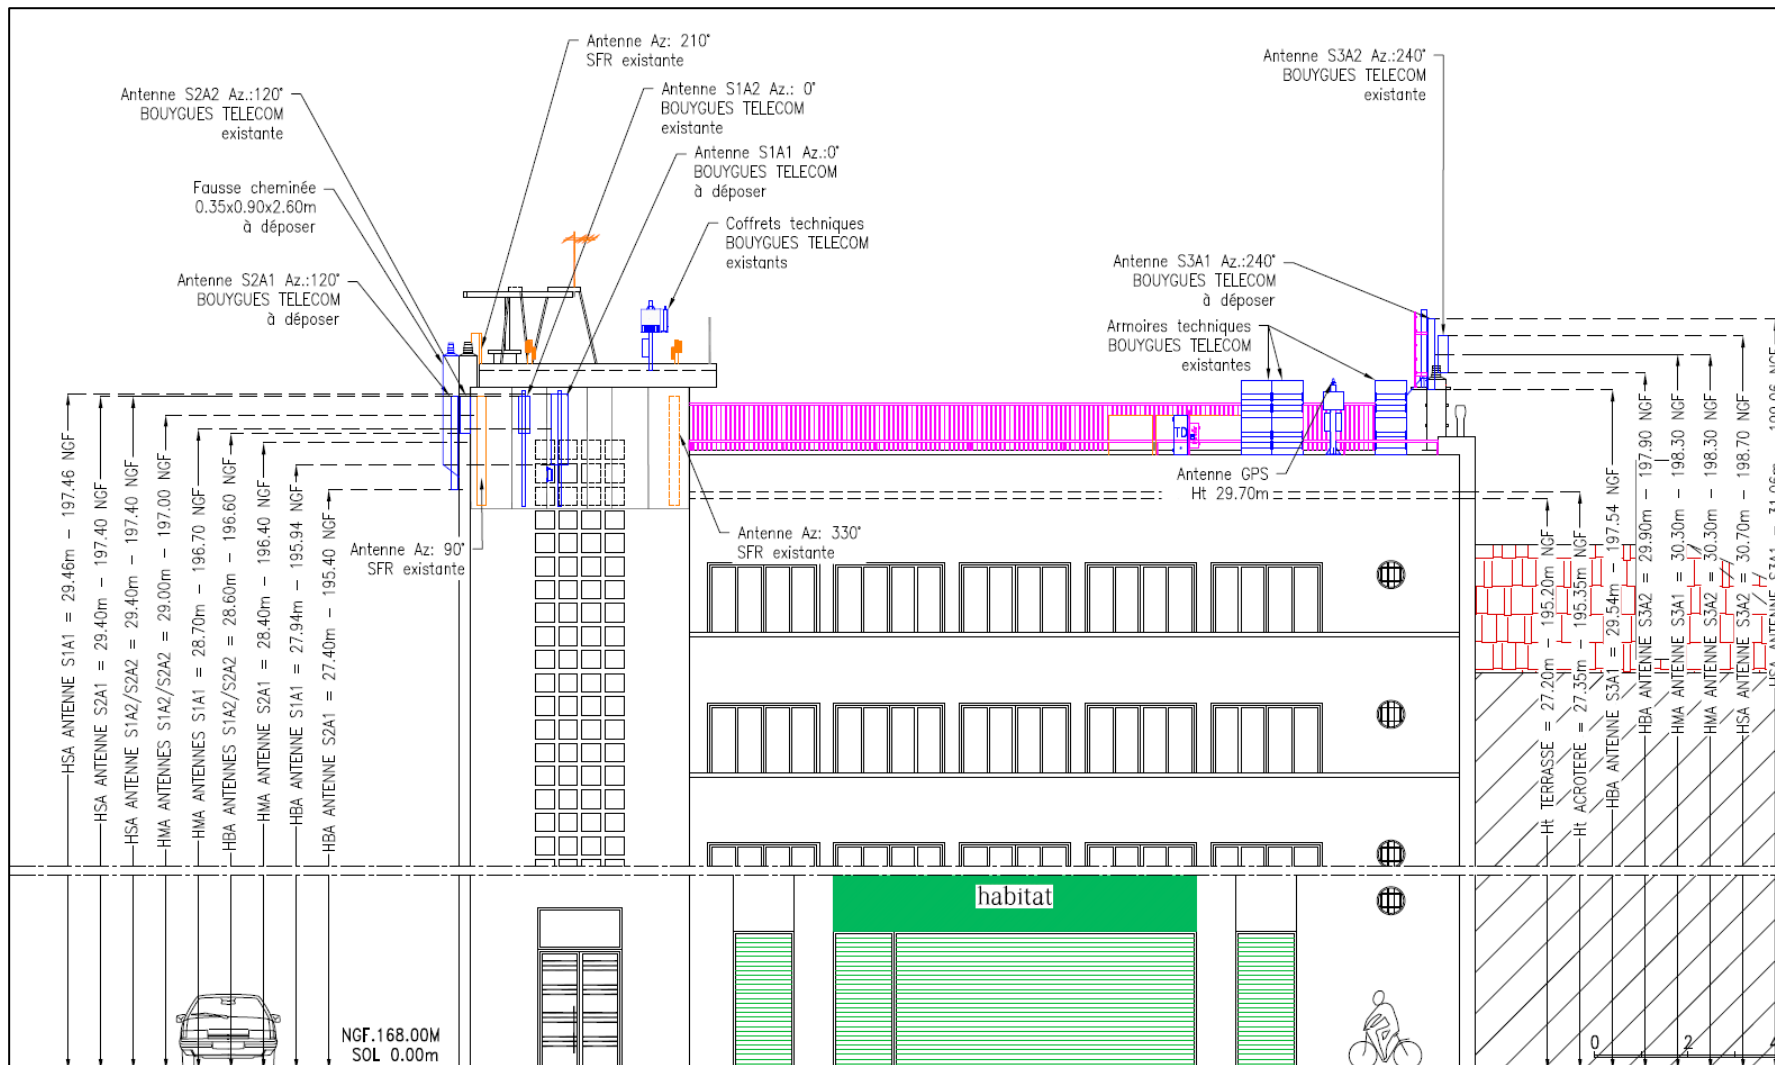 Antenne Az: 210°
SFR existante
Antenne S3A2 Az.:240°
BOUYGUES TELECOM
existante
Antenne S2A2 Az.:120°
BOUYGUES TELECOM
existante
Antenne S1A2 Az.: 0°
BOUYGUES TELECOM
existante
Antenne S1A1 Az.:0°
BOUYGUES TELECOM
à déposer
Fausse cheminée
0.35x0.90x2.60m
à déposer
Coffrets techniques
BOUYGUES TELECOM
existants
Antenne S2A1 Az.:120°
BOUYGUES TELECOM
à déposer
Antenne S3A1 Az.:240°
BOUYGUES TELECOM
à déposer
Armoires techniques
BOUYGUES TELECOM
existantes
TD
Antenne GPS
Ht 29.70m
Antenne Az: 90°
SFR existante
Antenne Az: 330°
SFR existante
HSA ANTENNE S1A1 = 29.46m - 197.46 NGF
HSA ANTENNE S2A1 = 29.40m - 197.40 NGF
HSA ANTENNE S1A2/S2A2 = 29.40m - 197.40 NGF
HMA ANTENNES S1A2/S2A2 = 29.00m - 197.00 NGF
HMA ANTENNES S1A1 = 28.70m - 196.70 NGF
HBA ANTENNES S1A2/S2A2 = 28.60m - 196.60 NGF
HMA ANTENNE S2A1 = 28.40m - 196.40 NGF
HBA ANTENNE S1A1 = 27.94m - 195.94 NGF
HBA ANTENNE S2A1 = 27.40m - 195.40 NGF
Ht TERRASSE = 27.20m - 195.20m NGF
Ht ACROTERE = 27.35m - 195.35m NGF
HBA ANTENNE S3A1 = 29.54m - 197.54 NGF
HBA ANTENNE S3A2 = 29.90m - 197.90 NGF
HMA ANTENNE S3A1 = 30.30m - 198.30 NGF
HMA ANTENNE S3A2 = 30.30m - 198.30 NGF
HSA ANTENNE S3A2 = 30.70m - 198.70 NGF
HSA ANTENNE S3A1 = 31.06m - 199.06 NGF
habitat
NGF.168.00M
SOL 0.00m
0 2 4